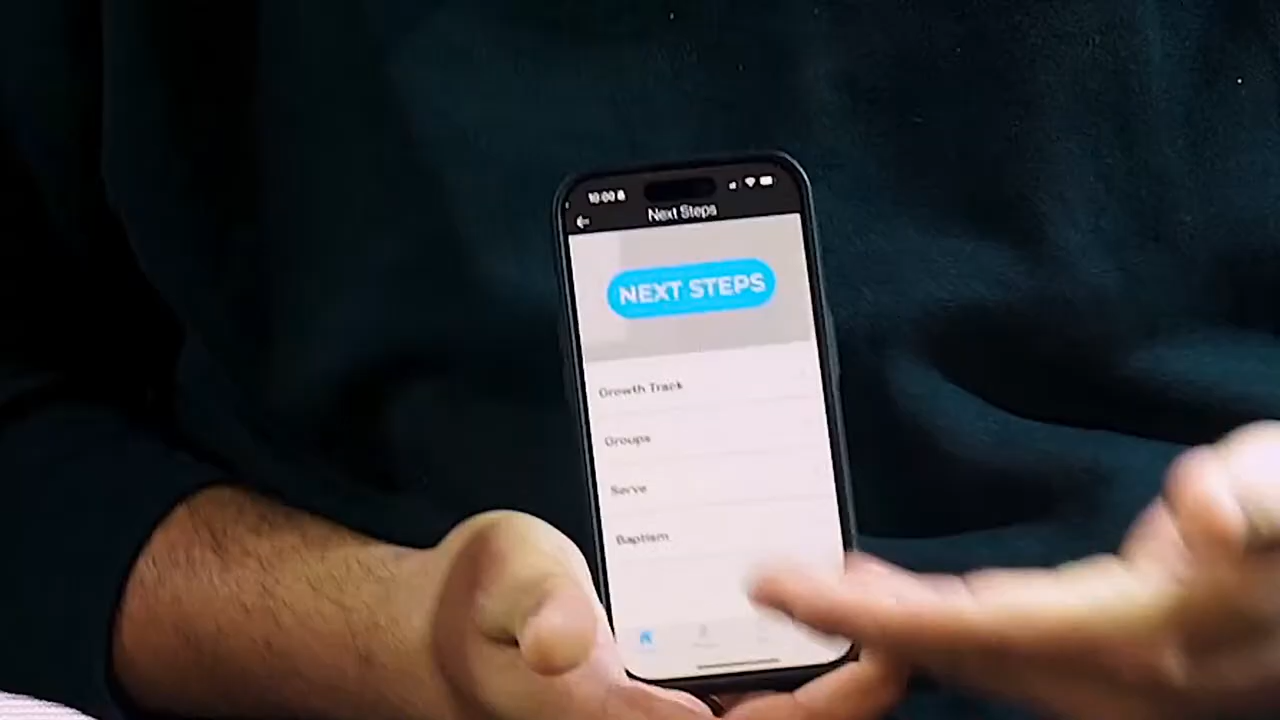 10:00
Next Steps
NEXT STEPS
Growth Track
Groups
Serve
Baptism